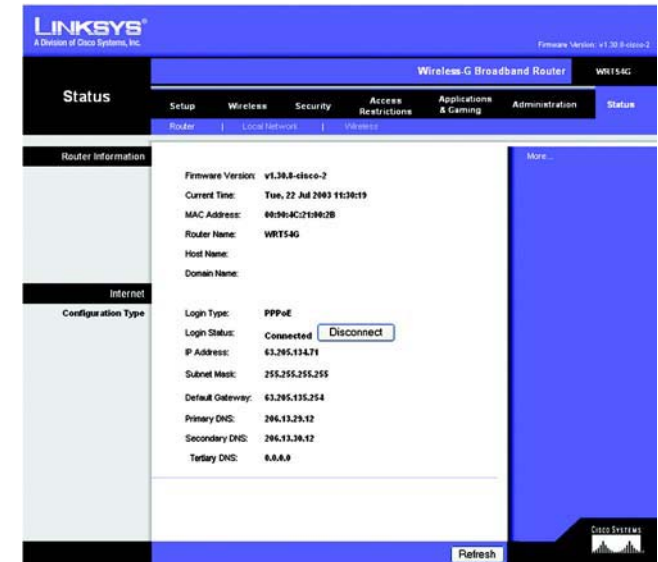 LINKSYS®
A Division of Cisco Systems, Inc.
Firmware Version: v1.30.8-cisco-2
Wireless-G Broadband Router WRT54G
Status
Setup Wireless Security Access Restrictions Applications & Gaming Administration Status
Router | Local Network | Wireless
Router Information
More...
Firmware Version: v1.30.8-cisco-2
Current Time: Tue, 22 Jul 2003 11:30:19
MAC Address: 00:90:4C:21:00:2B
Router Name: WRT54G
Host Name:
Domain Name:
Internet
Configuration Type
Login Type: PPPoE
Login Status: Connected Disconnect
IP Address: 63.205.134.71
Subnet Mask: 255.255.255.255
Default Gateway: 63.205.135.254
Primary DNS: 206.13.29.12
Secondary DNS: 206.13.30.12
Tertiary DNS: 0.0.0.0
Refresh
CISCO SYSTEMS